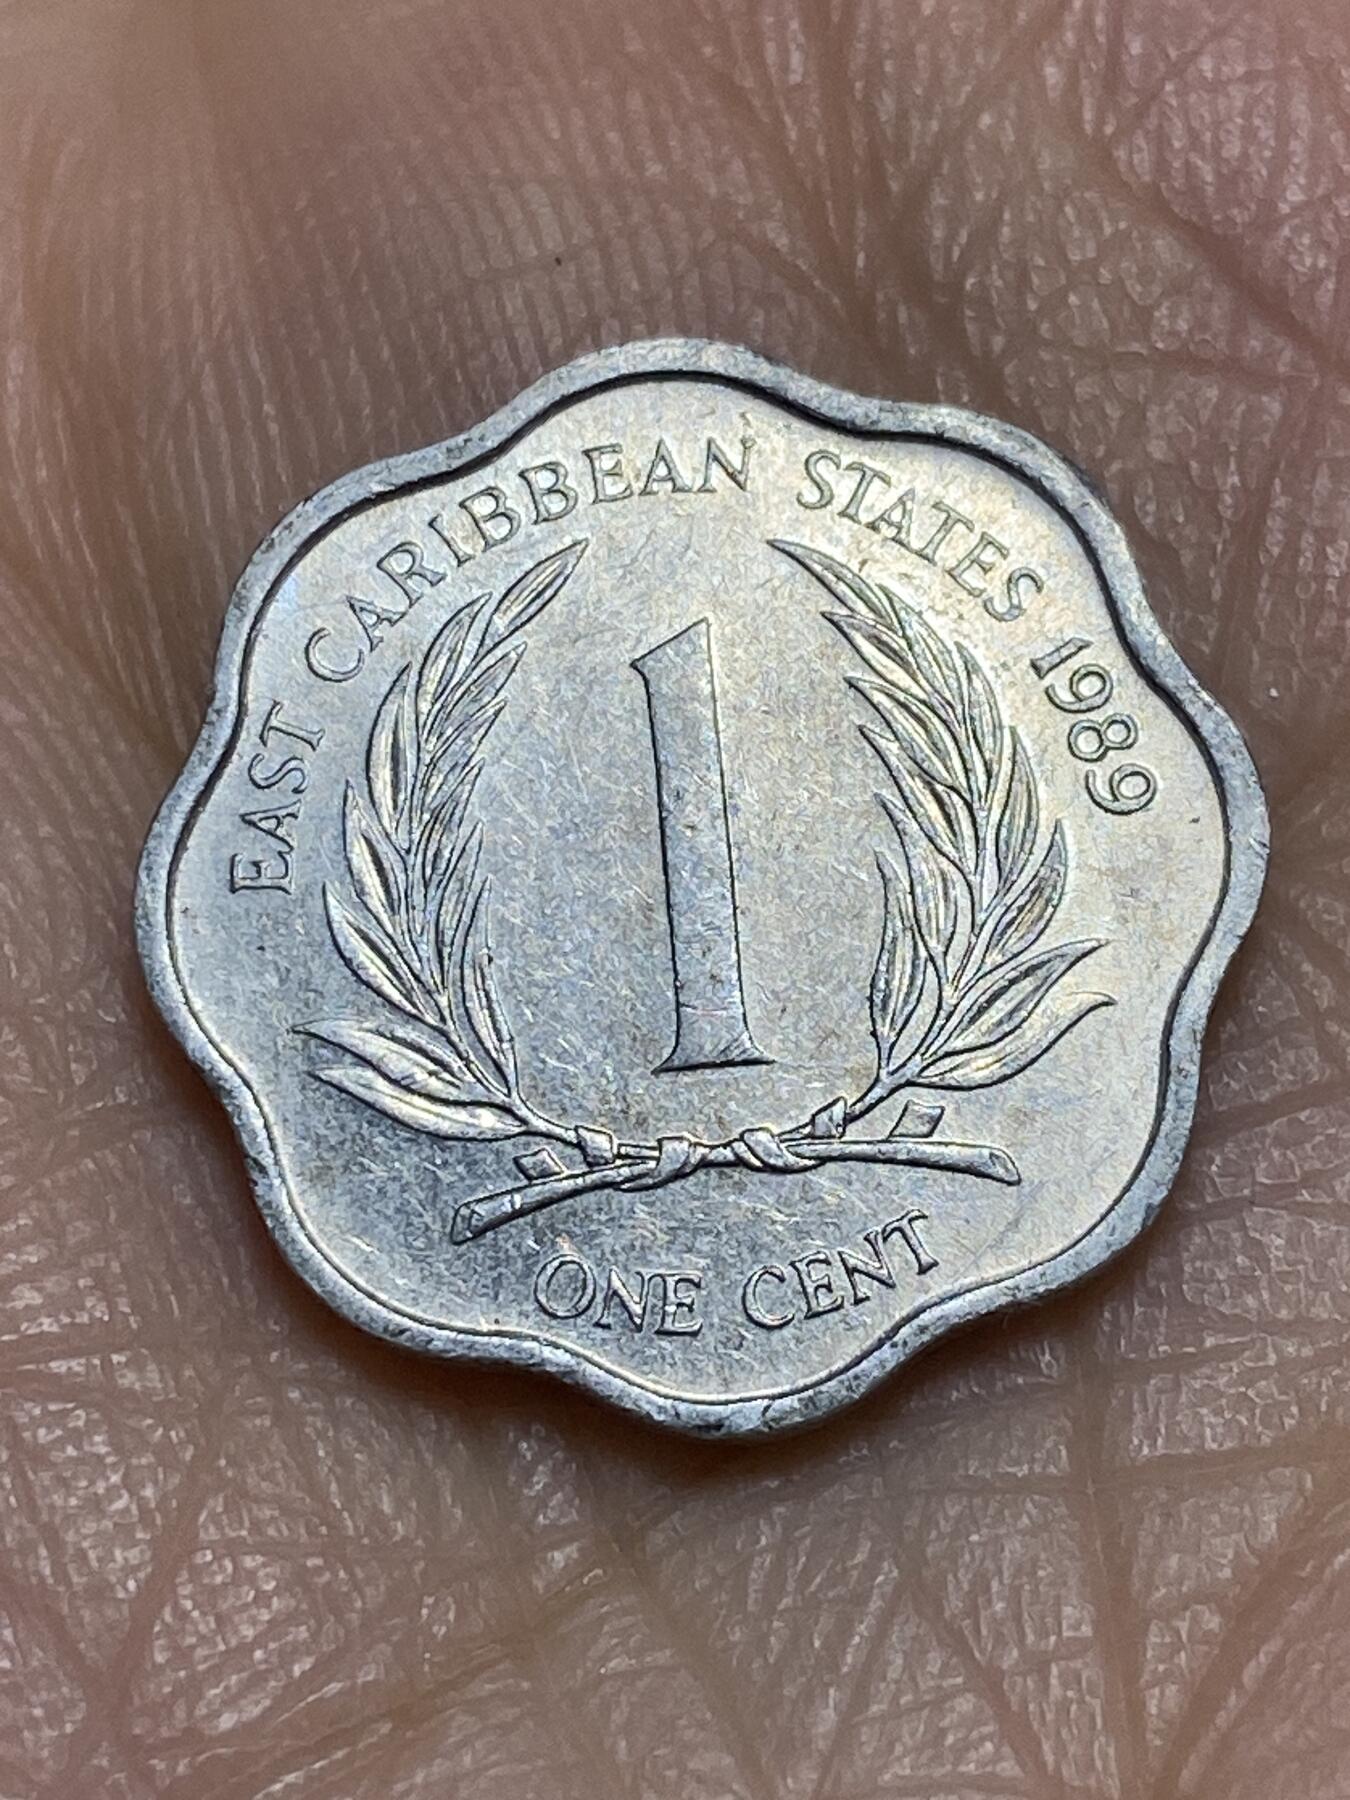 EAST CARIBBEAN STATES 1989
1
ONE CENT